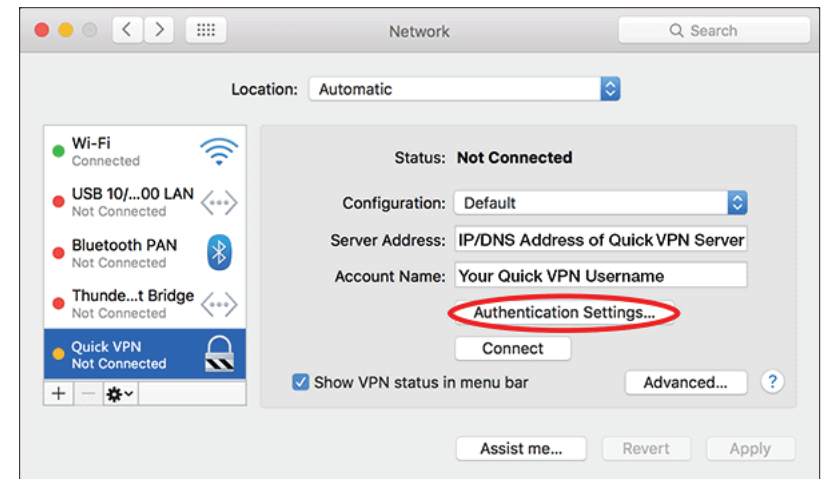 Network
Search
Location: Automatic
Wi-Fi
Connected
USB 10/...00 LAN
Not Connected
Bluetooth PAN
Not Connected
Thunde...t Bridge
Not Connected
Quick VPN
Not Connected
Status: Not Connected
Configuration: Default
Server Address: IP/DNS Address of Quick VPN Server
Account Name: Your Quick VPN Username
Authentication Settings...
Connect
Show VPN status in menu bar
Advanced... ?
Assist me... Revert Apply